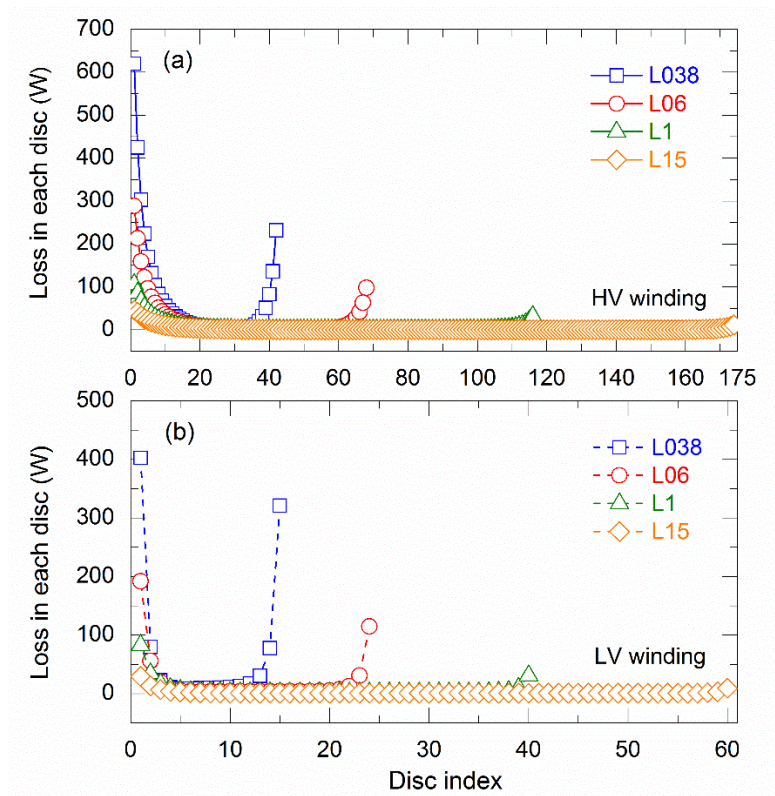 700
(a)
600
L038
500
L06
L1
400
L15
300
200
100
HV winding
0
0 20 40 60 80 100 120 140 160 175
Loss in each disc (W)
500
(b)
L038
400
L06
L1
300
L15
200
100
LV winding
0
0 10 20 30 40 50 60
Loss in each disc (W)
Disc index